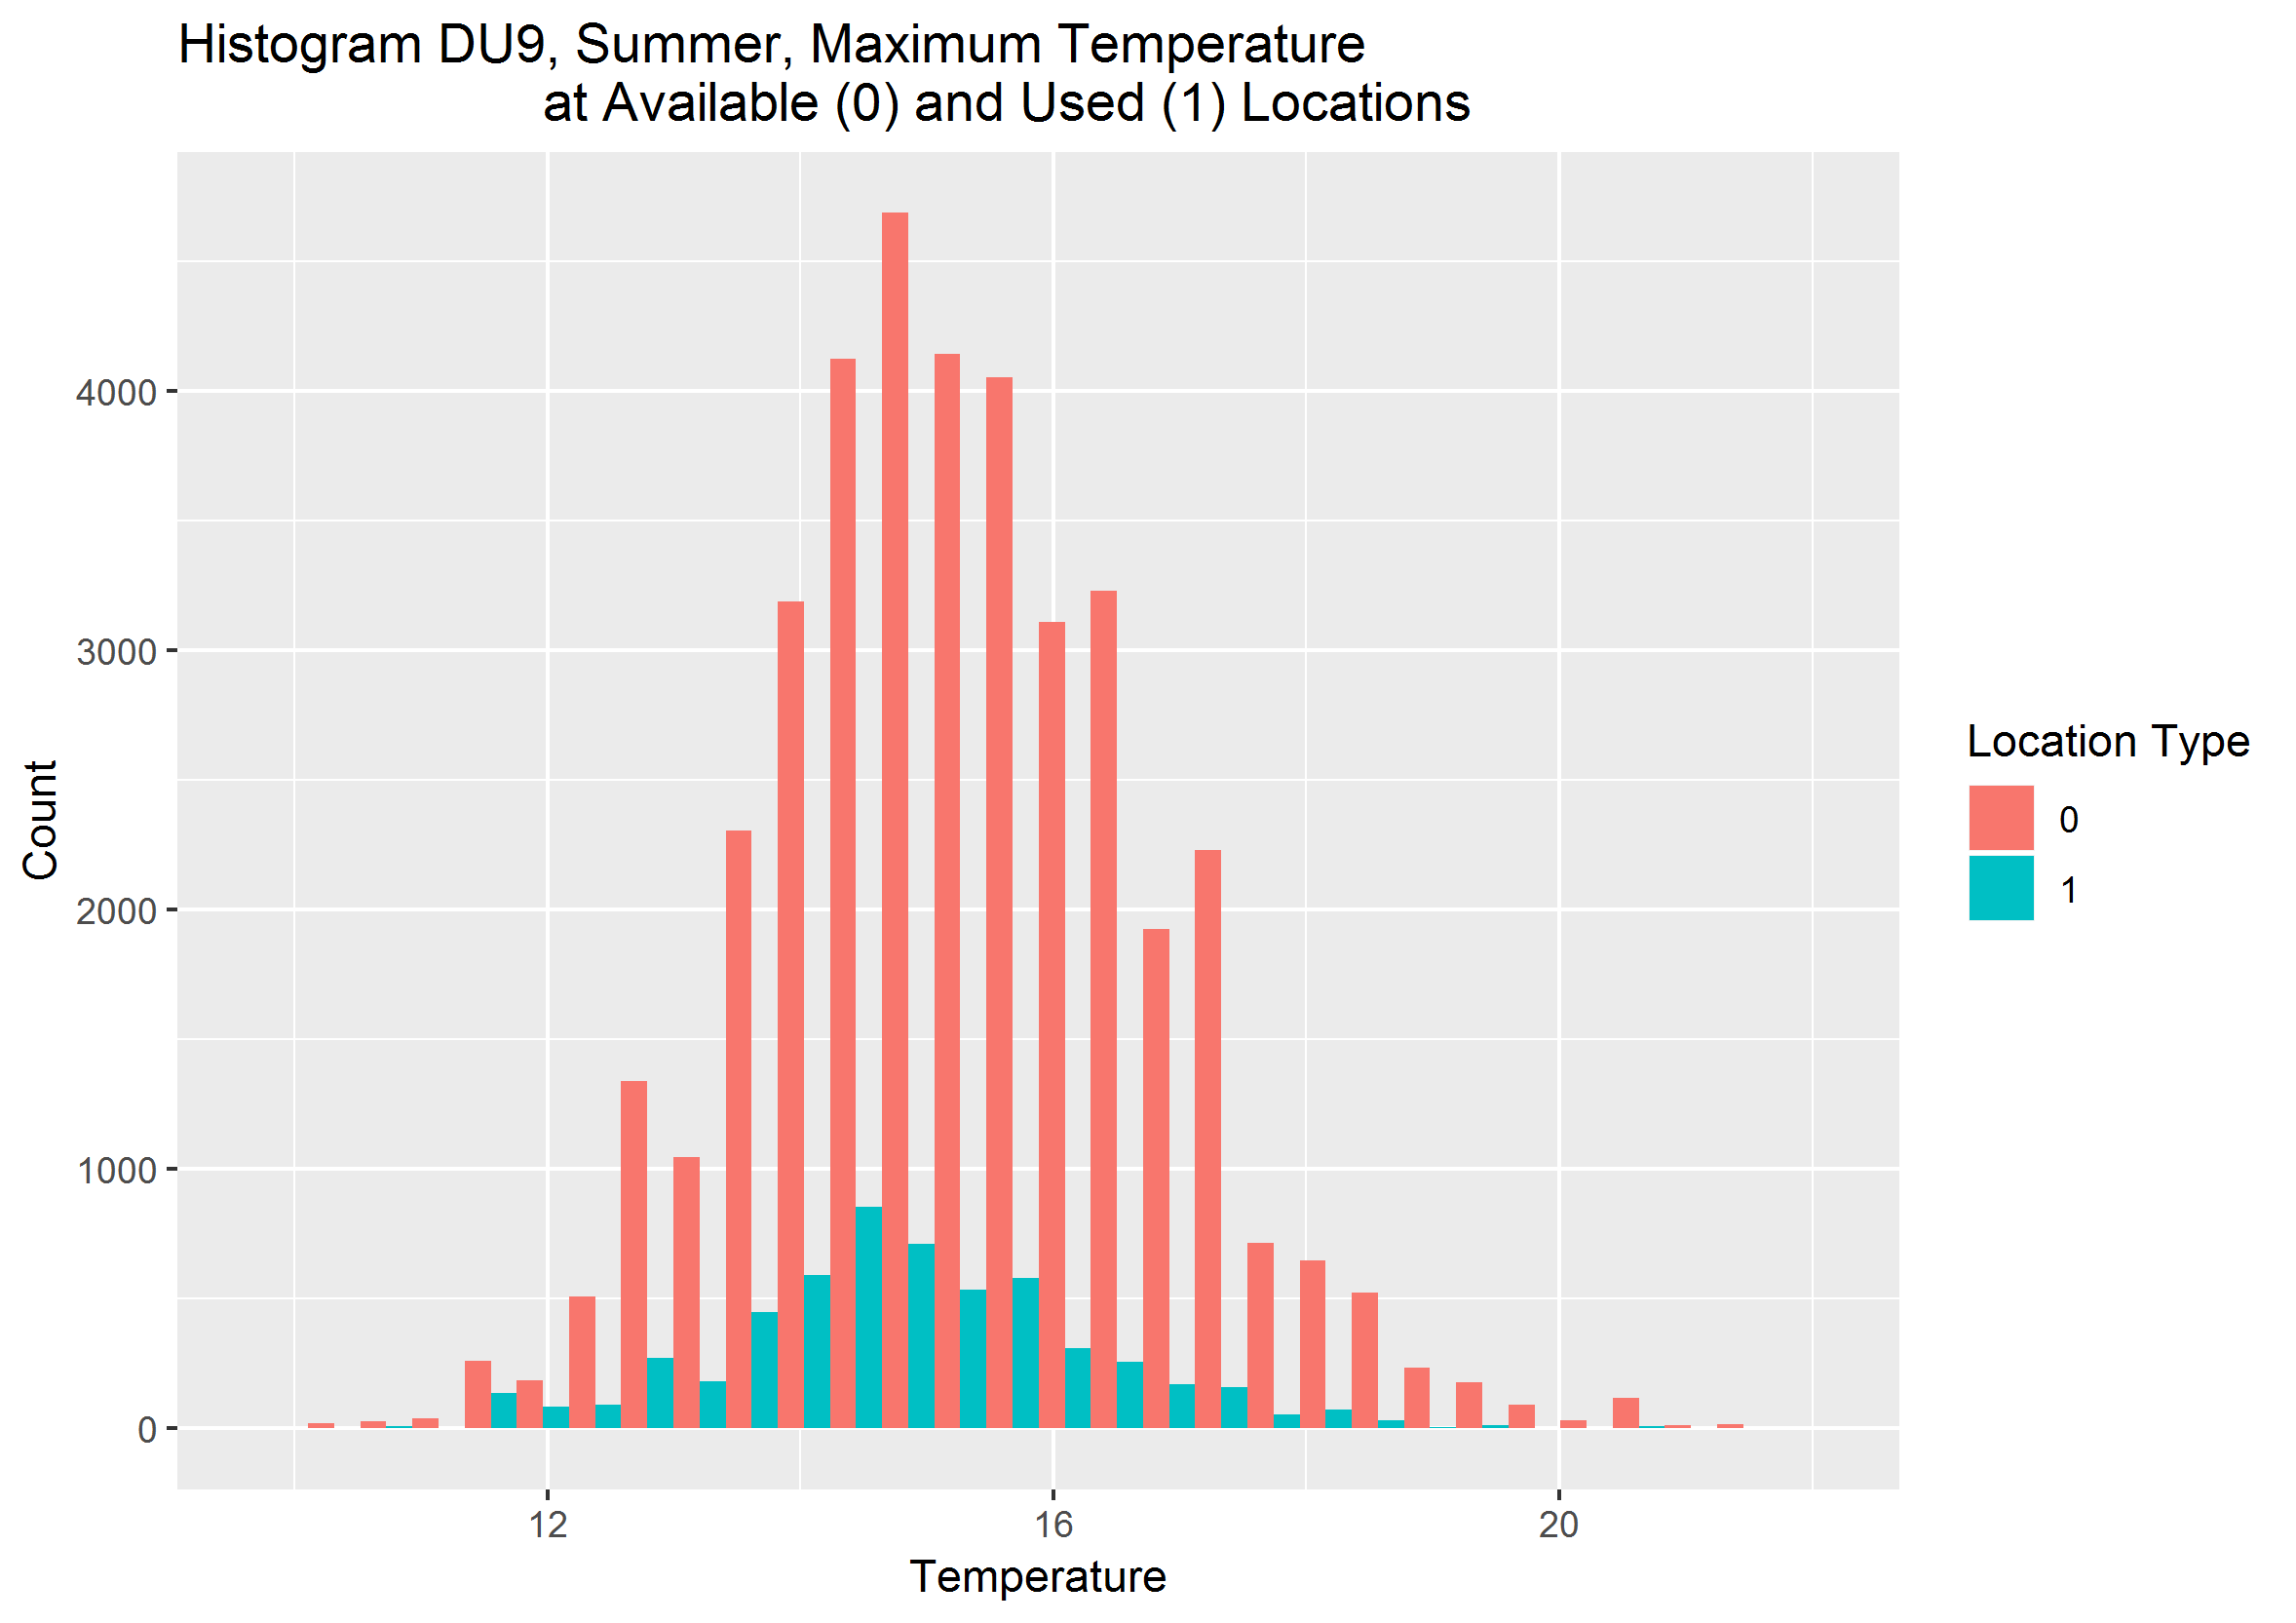 Histogram DU9, Summer, Maximum Temperature
at Available (0) and Used (1) Locations
Count
4000
3000
2000
1000
0
12
16
20
Temperature
Location Type
0
1